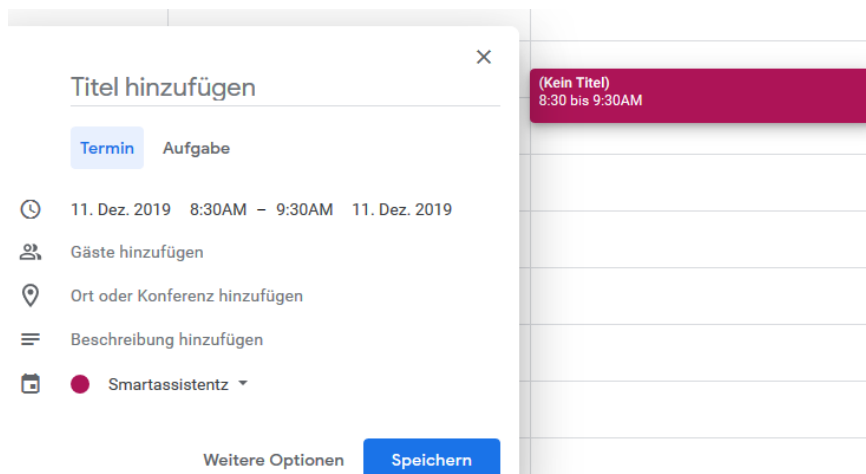 Titel hinzufügen
Termin Aufgabe
11. Dez. 2019 8:30AM – 9:30AM 11. Dez. 2019
Gäste hinzufügen
Ort oder Konferenz hinzufügen
Beschreibung hinzufügen
Smartassistentz
Weitere Optionen Speichern
(Kein Titel)
8:30 bis 9:30AM